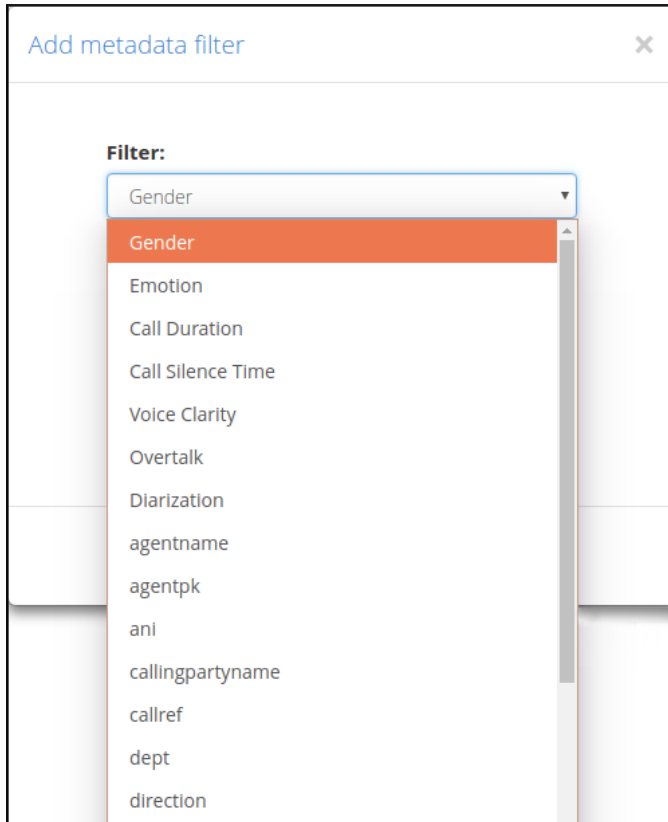 Add metadata filter
Filter:
Gender
Gender
Emotion
Call Duration
Call Silence Time
Voice Clarity
Overtalk
Diarization
agentname
agentpk
ani
callingpartyname
callref
dept
direction